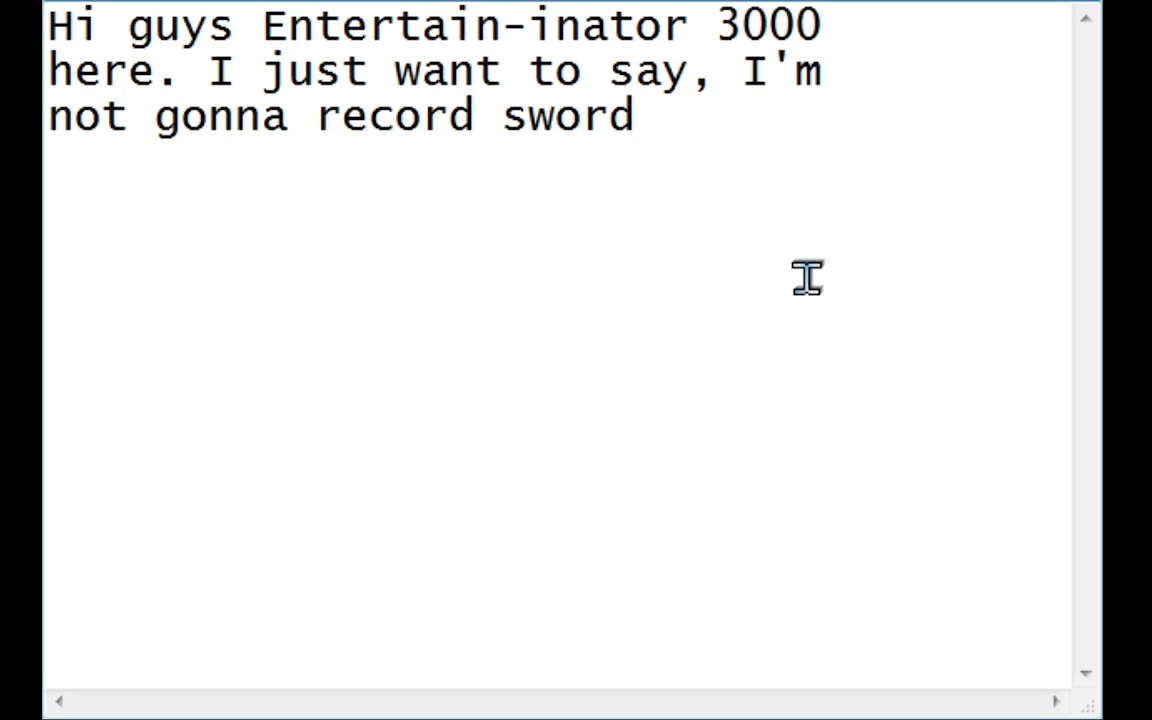 Hi guys Entertain-inator 3000
here. I just want to say, I'm
not gonna record sword